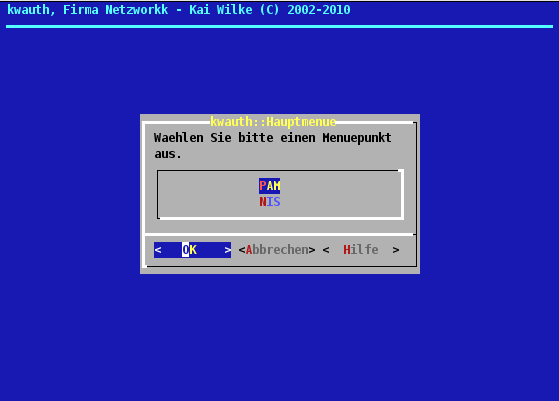 kwauth, Firma Netzworkk - Kai Wilke (C) 2002-2010
kwauth::Hauptmenue
Waehlen Sie bitte einen Menuepunkt
aus.
PAM
NIS
< OK > <Abbrechen> < Hilfe >